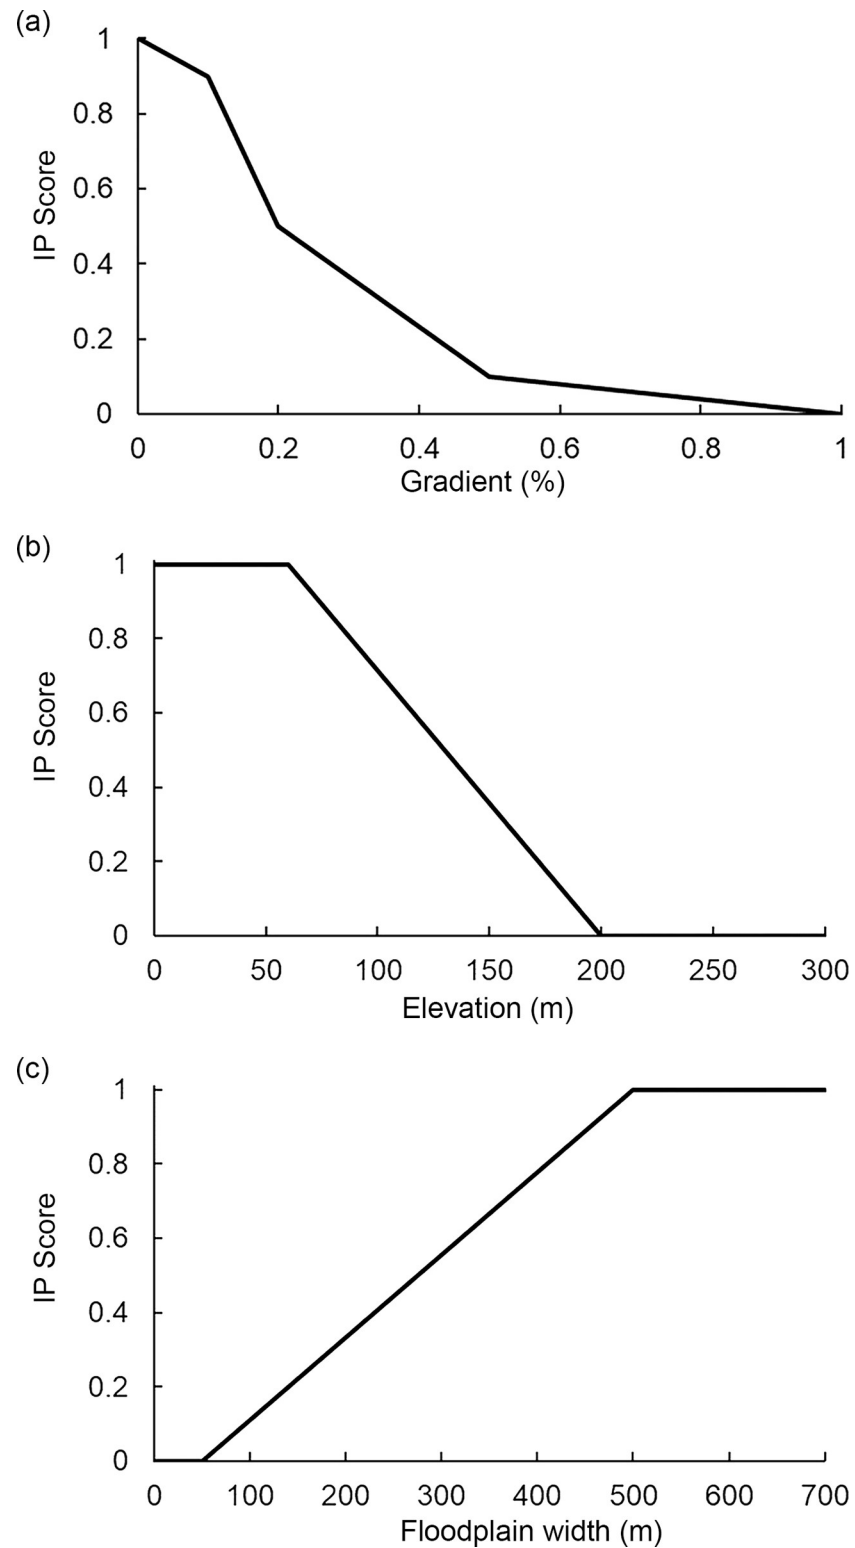 (a)
IP Score
1
0.8
0.6
0.4
0.2
0
0 0.2 0.4 0.6 0.8 1
Gradient (%)
(b)
IP Score
1
0.8
0.6
0.4
0.2
0
0 50 100 150 200 250 300
Elevation (m)
(c)
IP Score
1
0.8
0.6
0.4
0.2
0
0 100 200 300 400 500 600 700
Floodplain width (m)